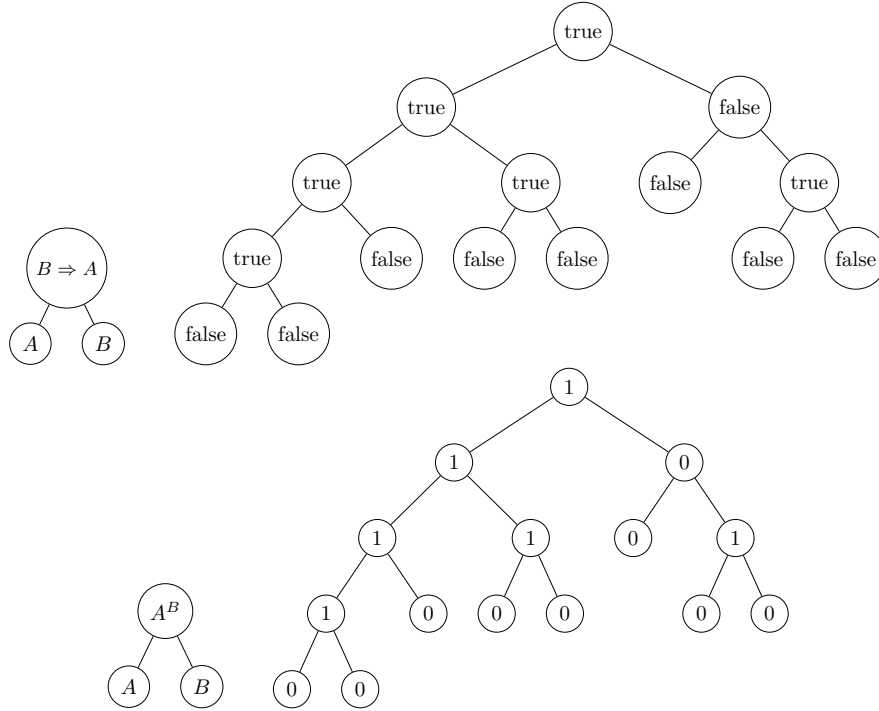 true
true false
true true false true
B ⇒ A true false false false false false
A B false false
1
1 0
1 1 0 1
A^B 1 0 0 0 0 0
A B 0 0